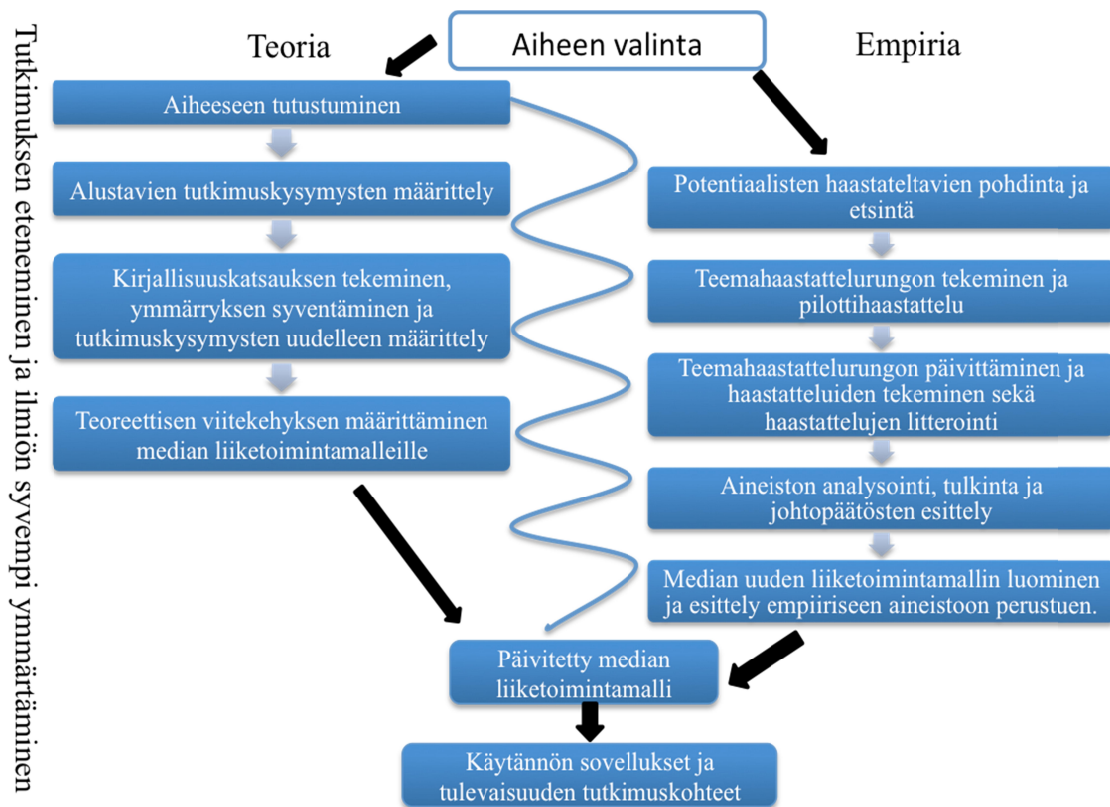 Tutkimuksen eteneminen ja ilmiön syvempi ymmärtäminen
Teoria
Aiheen valinta
Empiria
Aiheeseen tutustuminen
Alustavien tutkimuskysymysten määrittely
Kirjallisuuskatsauksen tekeminen,
ymmärryksen syventäminen ja
tutkimuskysymysten uudelleen määrittely
Teoreettisen viitekehyksen määrittäminen
median liiketoimintamalleille
Potentiaalisten haastateltavien pohdinta ja
etsintä
Teemahaastattelurungon tekeminen ja
pilottihaastattelu
Teemahaastattelurungon päivittäminen ja
haastatteluiden tekeminen sekä
haastattelujen litterointi
Aineiston analysointi, tulkinta ja
johtopäätösten esittely
Median uuden liiketoimintamallin luominen
ja esittely empiiriseen aineistoon perustuen.
Päivitetty median
liiketoimintamalli
Käytännön sovellukset ja
tulevaisuuden tutkimuskohteet